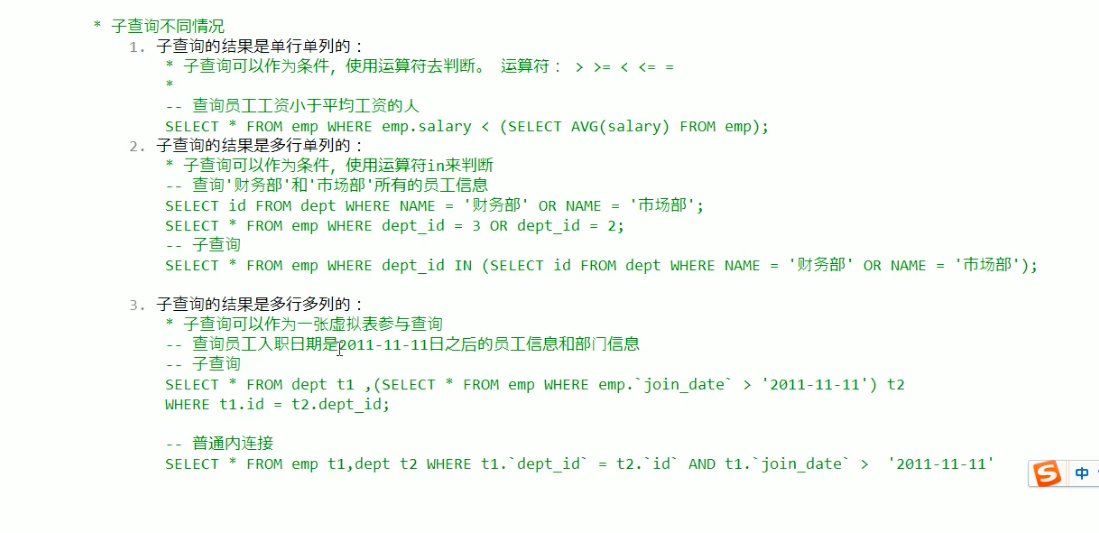 * 子查询不同情况
1. 子查询的结果是单行单列的：
* 子查询可以作为条件，使用运算符去判断。 运算符： > >= < <= =
*
-- 查询员工工资小于平均工资的人
SELECT * FROM emp WHERE emp.salary < (SELECT AVG(salary) FROM emp);
2. 子查询的结果是多行单列的：
* 子查询可以作为条件，使用运算符in来判断
-- 查询'财务部'和'市场部'所有的员工信息
SELECT id FROM dept WHERE NAME = '财务部' OR NAME = '市场部';
SELECT * FROM emp WHERE dept_id = 3 OR dept_id = 2;
-- 子查询
SELECT * FROM emp WHERE dept_id IN (SELECT id FROM dept WHERE NAME = '财务部' OR NAME = '市场部');
3. 子查询的结果是多行多列的：
* 子查询可以作为一张虚拟表参与查询
-- 查询员工入职日期是2011-11-11日之后的员工信息和部门信息
-- 子查询
SELECT * FROM dept t1 ,(SELECT * FROM emp WHERE emp.`join_date` > '2011-11-11') t2
WHERE t1.id = t2.dept_id;
-- 普通内连接
SELECT * FROM emp t1,dept t2 WHERE t1.`dept_id` = t2.`id` AND t1.`join_date` >  '2011-11-11'
中